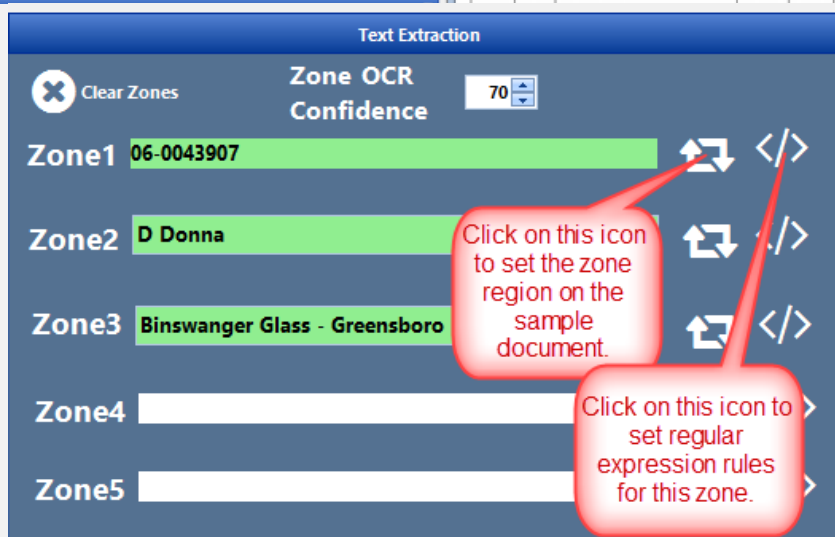 Text Extraction
Clear Zones
Zone OCR
Confidence
70
Zone1 06-0043907 </>
Zone2 D Donna </>
Zone3 Binswanger Glass - Greensboro </>
Zone4
Zone5
Click on this icon
to set the zone
region on the
sample
document.
Click on this icon to
set regular
expression rules
for this zone.